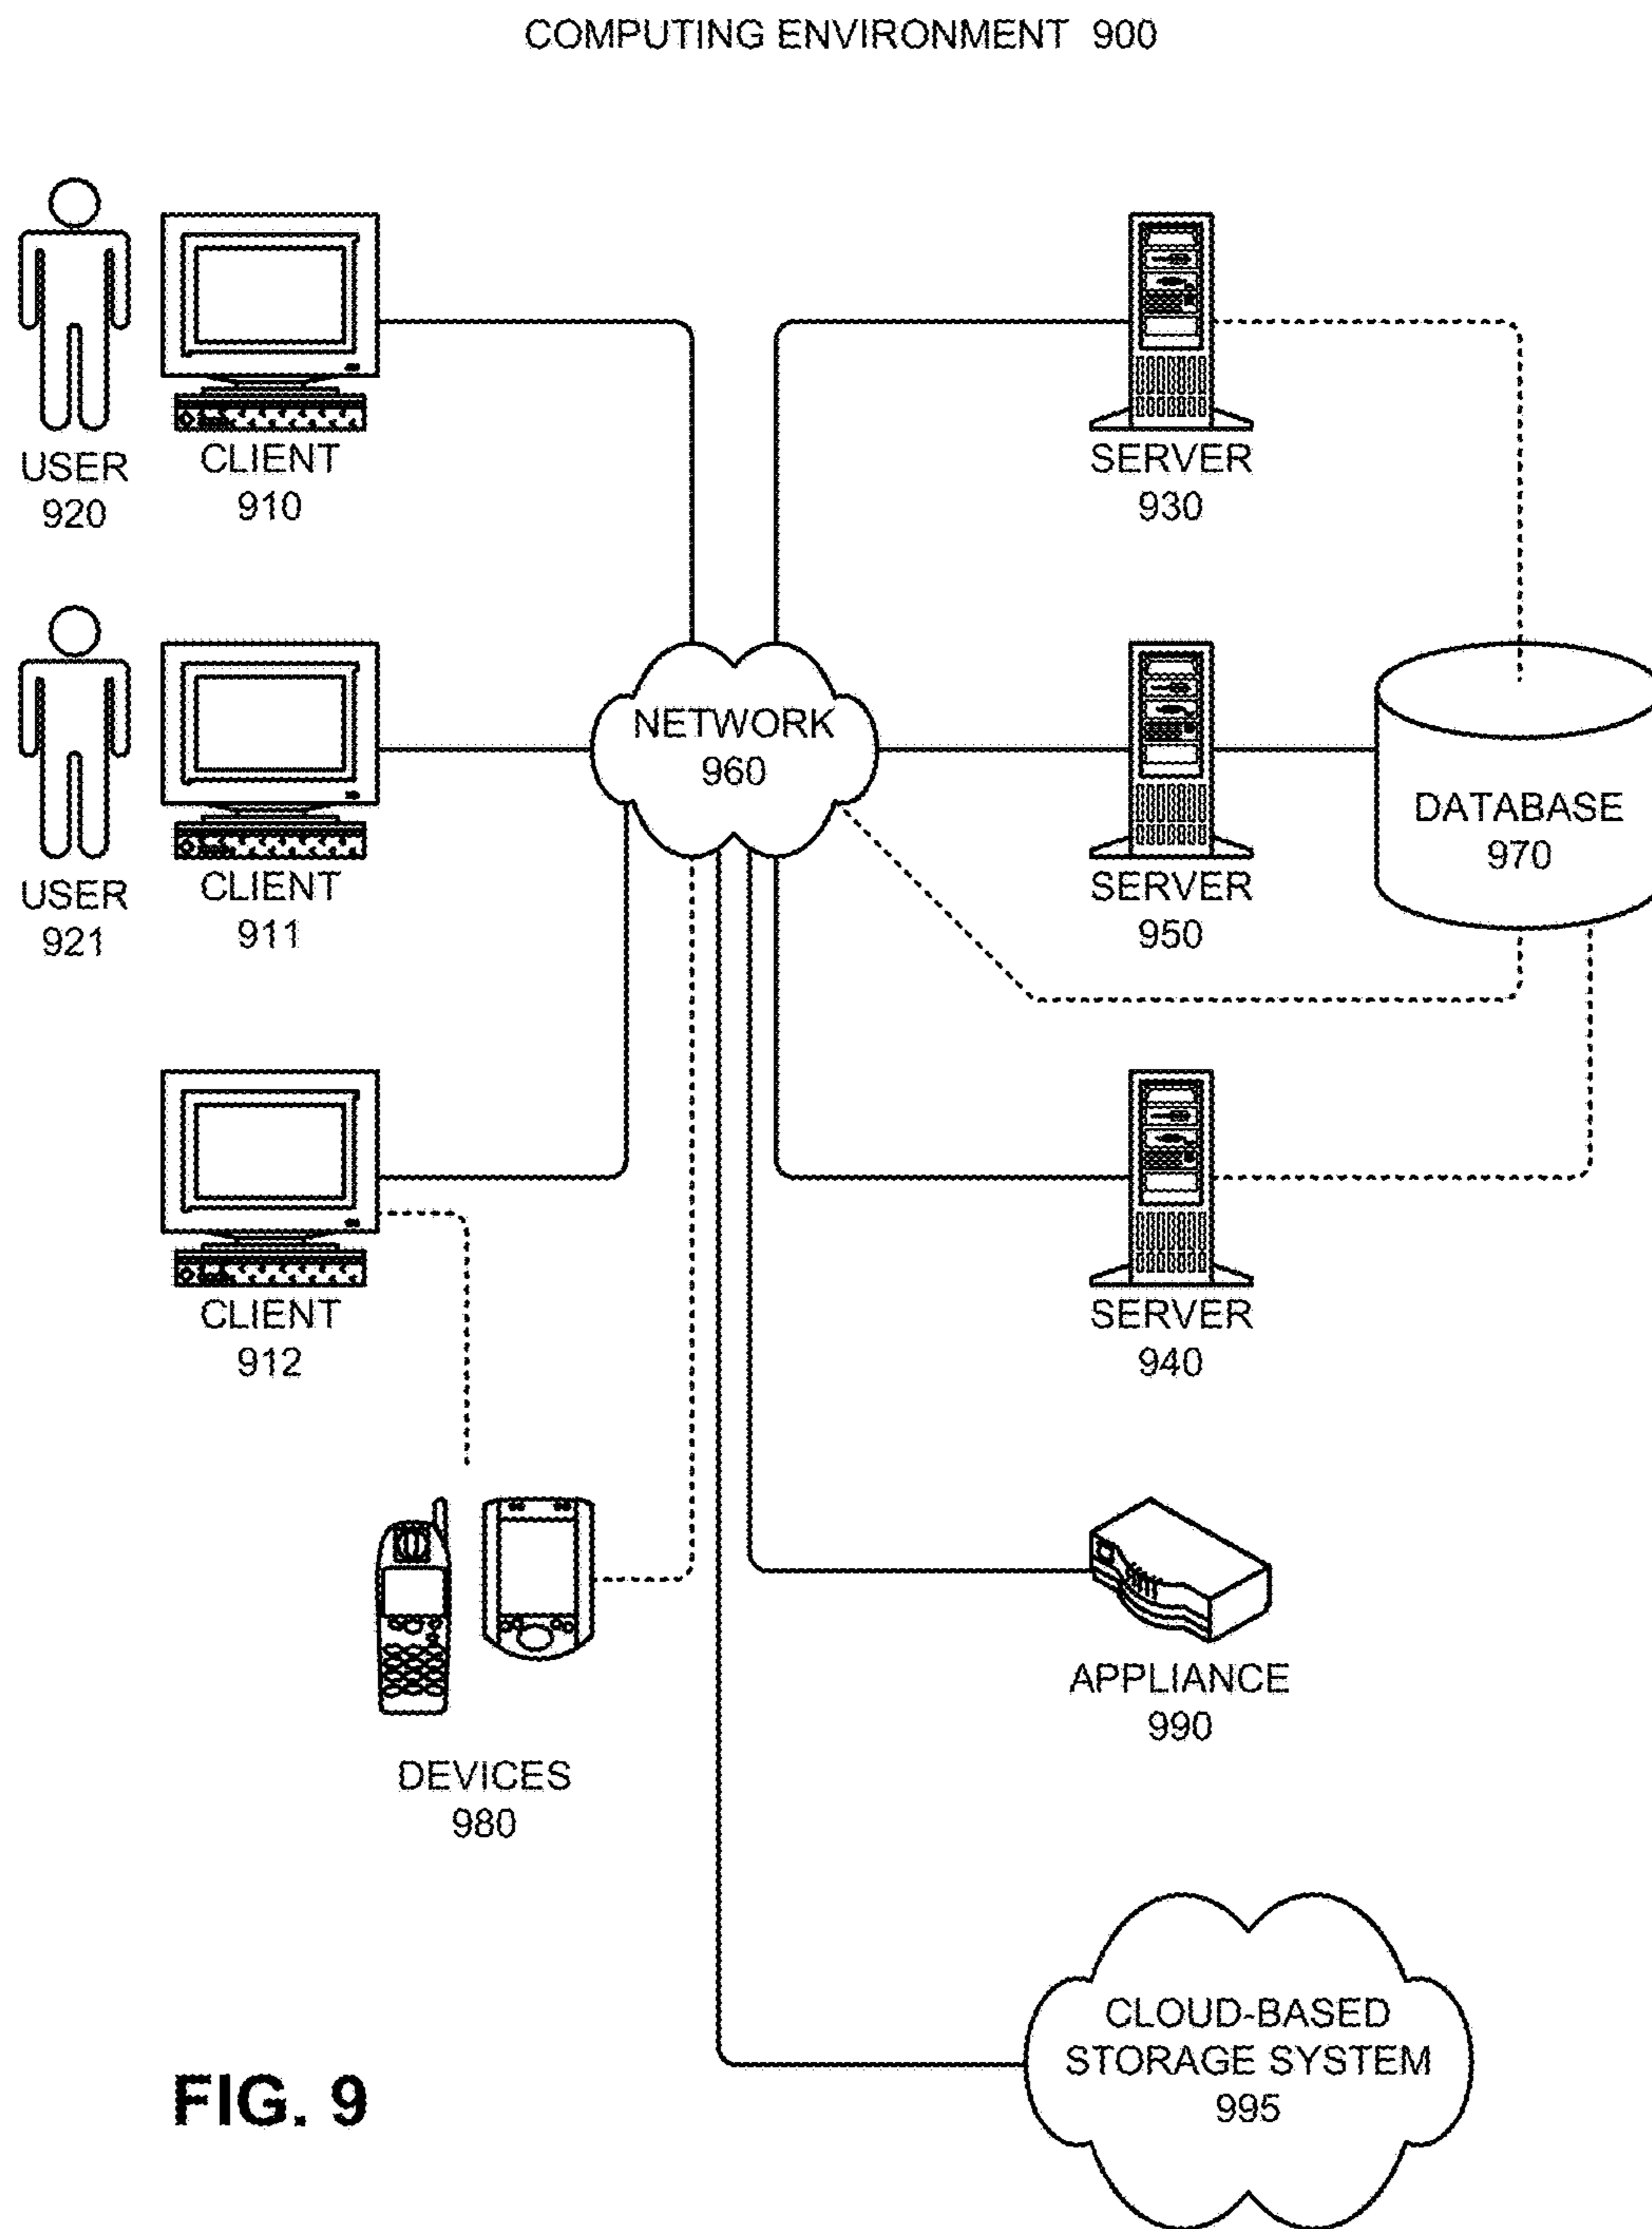 COMPUTING ENVIRONMENT 900
USER
920
CLIENT
910
SERVER
930
USER
921
CLIENT
911
NETWORK
960
SERVER
950
DATABASE
970
CLIENT
912
SERVER
940
DEVICES
980
APPLIANCE
990
CLOUD-BASED
STORAGE SYSTEM
995
FIG. 9